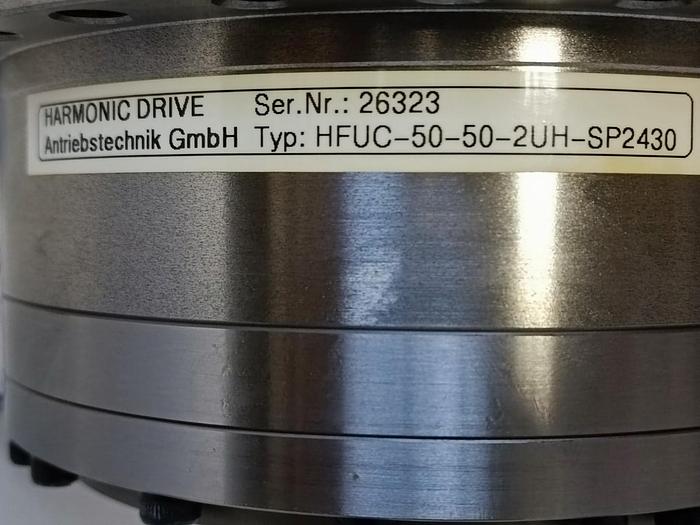 HARMONIC DRIVE Ser.Nr.: 26323
Antriebstechnik GmbH Typ: HFUC-50-50-2UH-SP2430